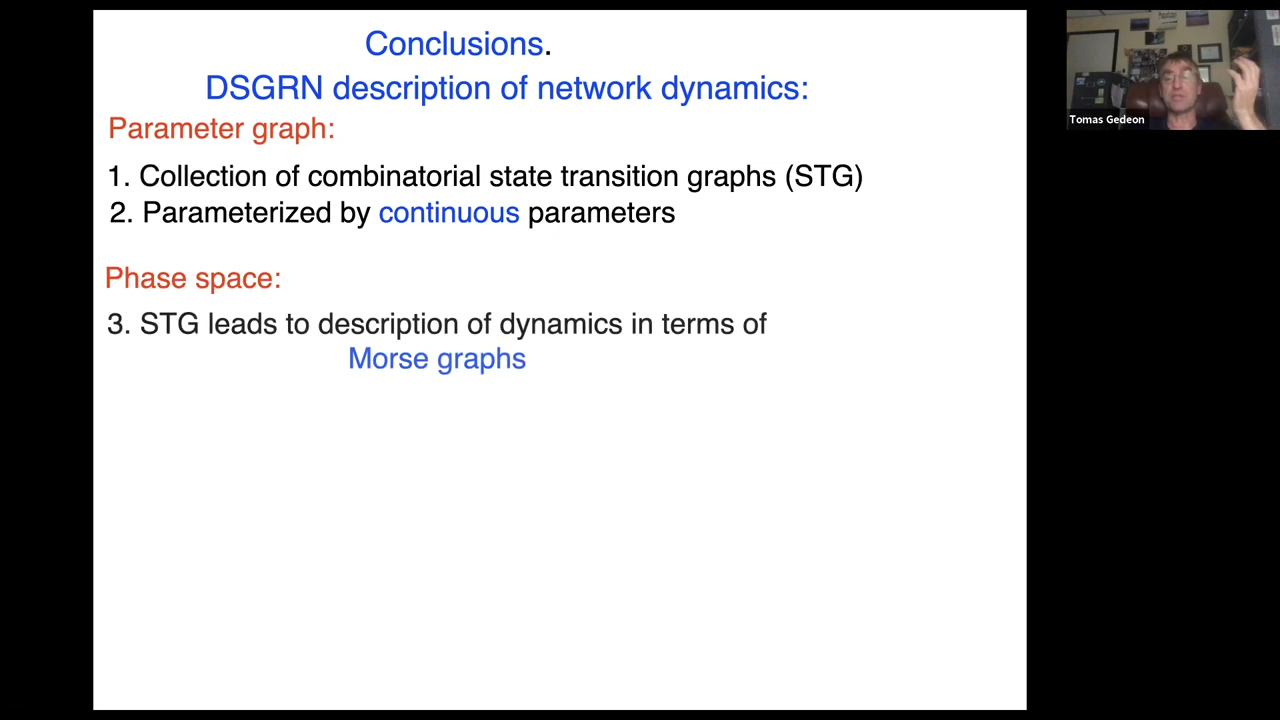 Conclusions.
DSGRN description of network dynamics:
Parameter graph:
1. Collection of combinatorial state transition graphs (STG)
2. Parameterized by continuous parameters
Phase space:
3. STG leads to description of dynamics in terms of
Morse graphs
Tomas Gedeon